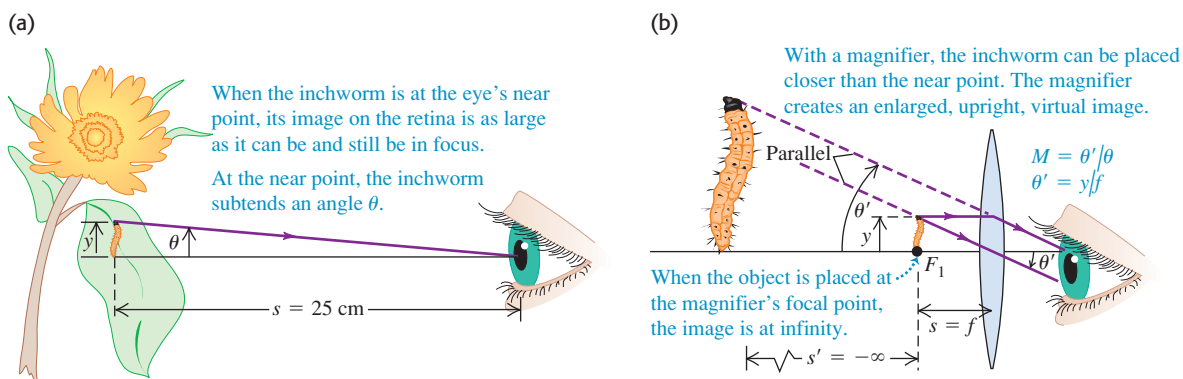 (a)
When the inchworm is at the eye's near
point, its image on the retina is as large
as it can be and still be in focus.
At the near point, the inchworm
subtends an angle θ.
y
θ
s = 25 cm
(b)
With a magnifier, the inchworm can be placed
closer than the near point. The magnifier
creates an enlarged, upright, virtual image.
Parallel
M = θ′/θ
θ′ = y/f
θ′
y
F₁
θ′
When the object is placed at
the magnifier's focal point,
the image is at infinity.
s = f
s′ = −∞